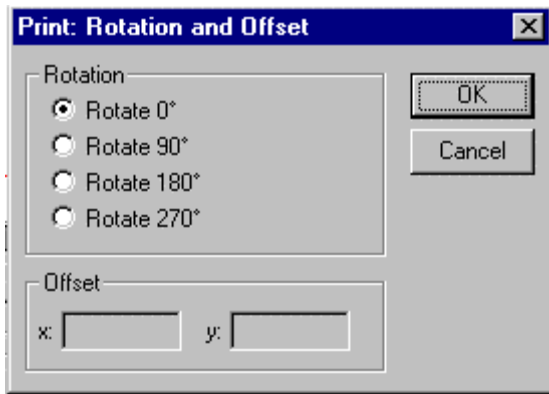 Print: Rotation and Offset
Rotation
Rotate 0°
Rotate 90°
Rotate 180°
Rotate 270°
OK
Cancel
Offset
x: y: